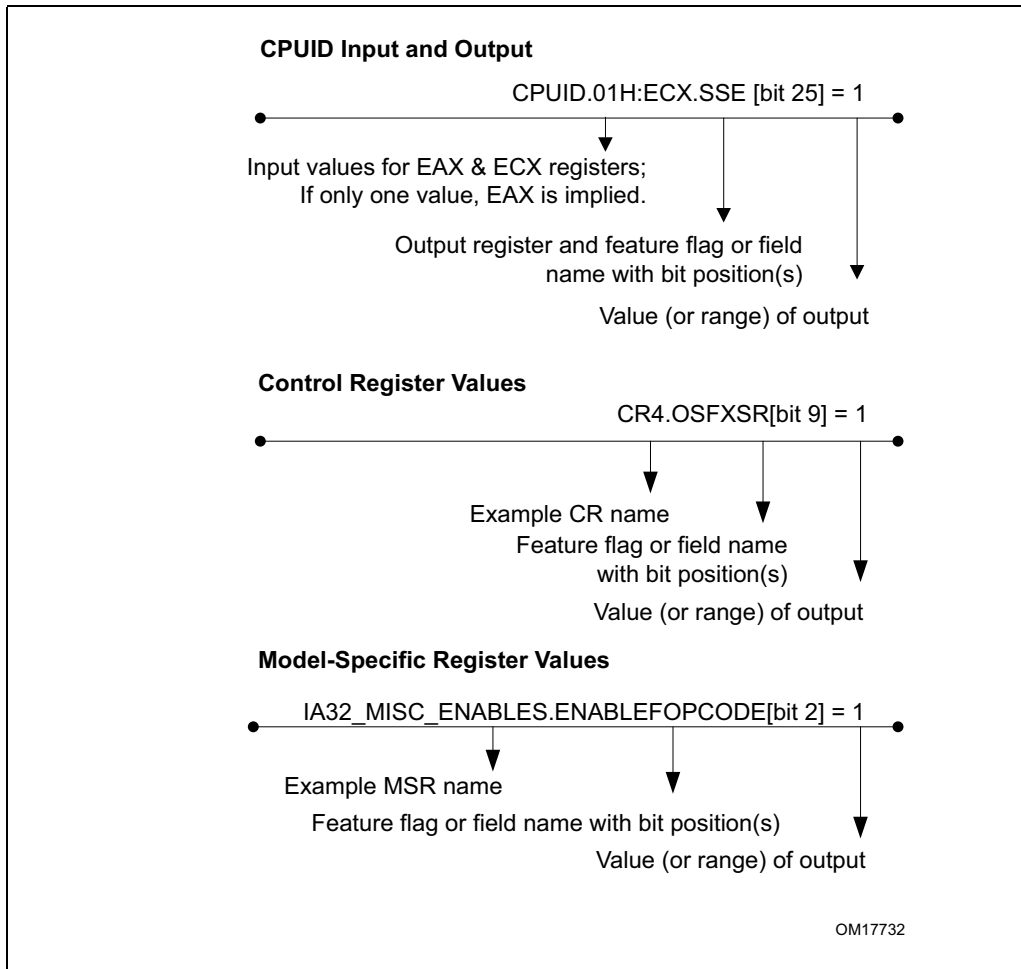 CPUID Input and Output
CPUID.01H:ECX.SSE [bit 25] = 1
Input values for EAX & ECX registers;
If only one value, EAX is implied.
Output register and feature flag or field
name with bit position(s)
Value (or range) of output
Control Register Values
CR4.OSFXSR[bit 9] = 1
Example CR name
Feature flag or field name
with bit position(s)
Value (or range) of output
Model-Specific Register Values
IA32_MISC_ENABLES.ENABLEFOPCODE[bit 2] = 1
Example MSR name
Feature flag or field name with bit position(s)
Value (or range) of output
OM17732